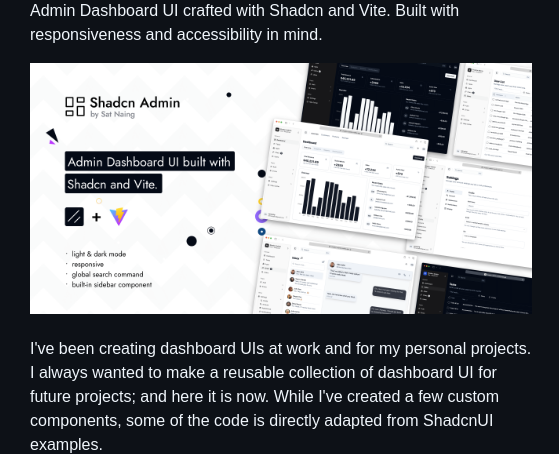 Admin Dashboard UI crafted with Shadcn and Vite. Built with
responsiveness and accessibility in mind.
Shadcn Admin
by Sat Naing
Admin Dashboard UI built with
Shadcn and Vite.
+
· light & dark mode
· responsive
· global search command
· built-in sidebar component
I've been creating dashboard UIs at work and for my personal projects.
I always wanted to make a reusable collection of dashboard UI for
future projects; and here it is now. While I've created a few custom
components, some of the code is directly adapted from ShadcnUI
examples.